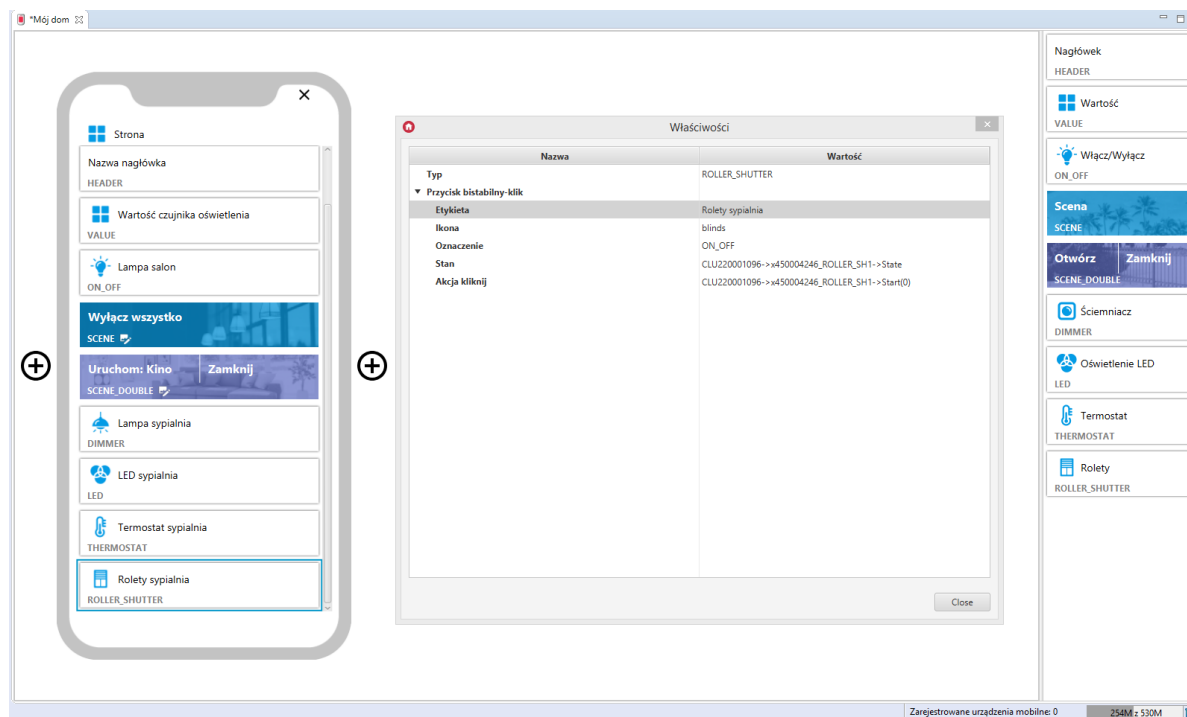 *Mój dom
Strona
Nazwa nagłówka
HEADER
Wartość czujnika oświetlenia
VALUE
Lampa salon
ON_OFF
Wyłącz wszystko
SCENE
Uruchom: Kino Zamknij
SCENE_DOUBLE
Lampa sypialnia
DIMMER
LED sypialnia
LED
Termostat sypialnia
THERMOSTAT
Rolety sypialnia
ROLLER_SHUTTER
Właściwości
Nazwa Wartość
Typ ROLLER_SHUTTER
Przycisk bistabilny-klik
Etykieta Rolety sypialnia
Ikona blinds
Oznaczenie ON_OFF
Stan CLU220001096->x450004246_ROLLER_SH1->State
Akcja kliknij CLU220001096->x450004246_ROLLER_SH1->Start(0)
Close
Nagłówek
HEADER
Wartość
VALUE
Włącz/Wyłącz
ON_OFF
Scena
SCENE
Otwórz Zamknij
SCENE_DOUBLE
Ściemniacz
DIMMER
Oświetlenie LED
LED
Termostat
THERMOSTAT
Rolety
ROLLER_SHUTTER
Zarejestrowane urządzenia mobilne: 0 254M z 530M